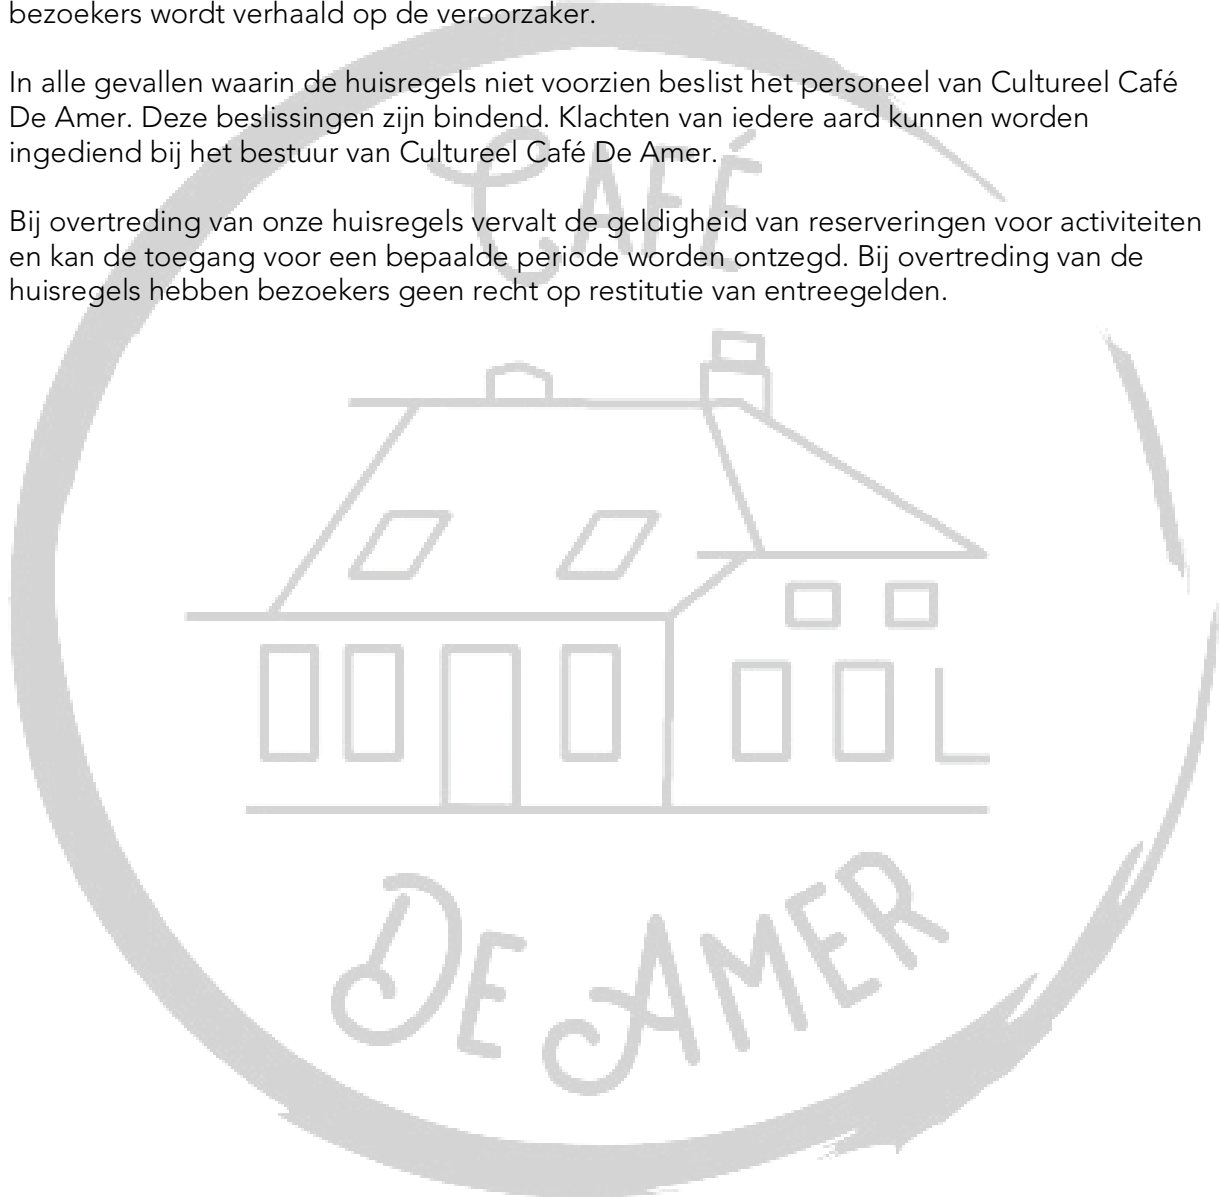 bezoekers wordt verhaald op de veroorzaker.
In alle gevallen waarin de huisregels niet voorzien beslist het personeel van Cultureel Café
De Amer. Deze beslissingen zijn bindend. Klachten van iedere aard kunnen worden
ingediend bij het bestuur van Cultureel Café De Amer.
Bij overtreding van onze huisregels vervalt de geldigheid van reserveringen voor activiteiten
en kan de toegang voor een bepaalde periode worden ontzegd. Bij overtreding van de
huisregels hebben bezoekers geen recht op restitutie van entreegelden.
CAFÉ
DE AMER